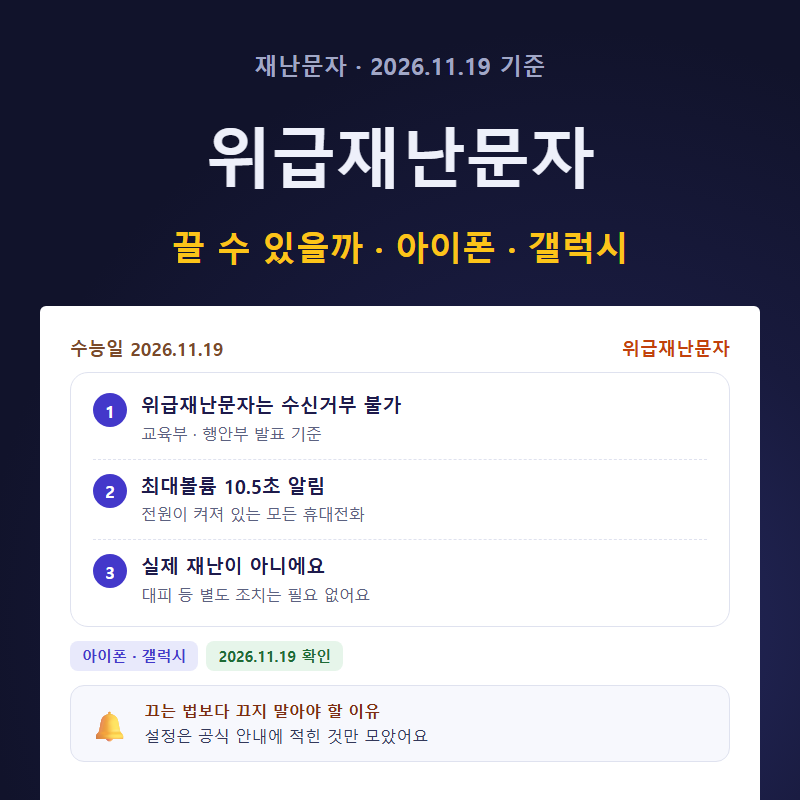 재난문자 · 2026.11.19 기준
위급재난문자
끌 수 있을까 · 아이폰 · 갤럭시
수능일 2026.11.19
위급재난문자
1
위급재난문자는 수신거부 불가
교육부 · 행안부 발표 기준
2
최대볼륨 10.5초 알림
전원이 켜져 있는 모든 휴대전화
3
실제 재난이 아니에요
대피 등 별도 조치는 필요 없어요
아이폰 · 갤럭시
2026.11.19 확인
끄는 법보다 끄지 말아야 할 이유
설정은 공식 안내에 적힌 것만 모았어요